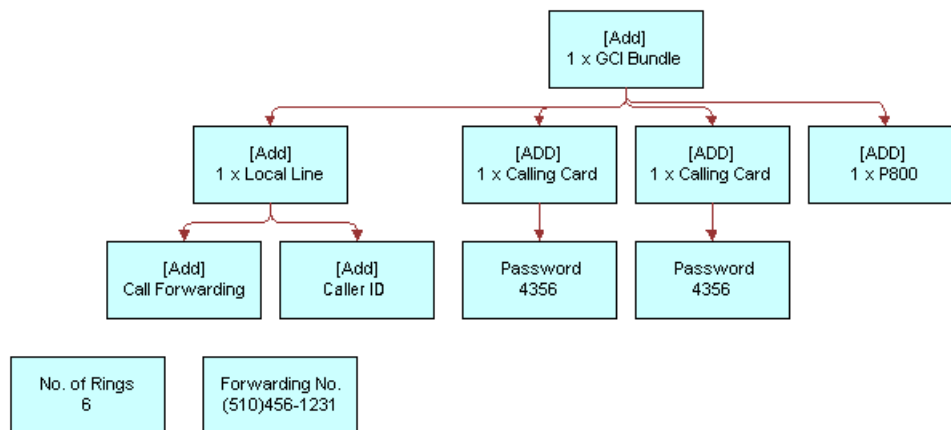 [Add]
1 x GCI Bundle
[Add]
1 x Local Line
[ADD]
1 x Calling Card
[ADD]
1 x Calling Card
[ADD]
1 x P800
[Add]
Call Forwarding
[Add]
Caller ID
Password
4356
Password
4356
No. of Rings
6
Forwarding No.
(510)456-1231